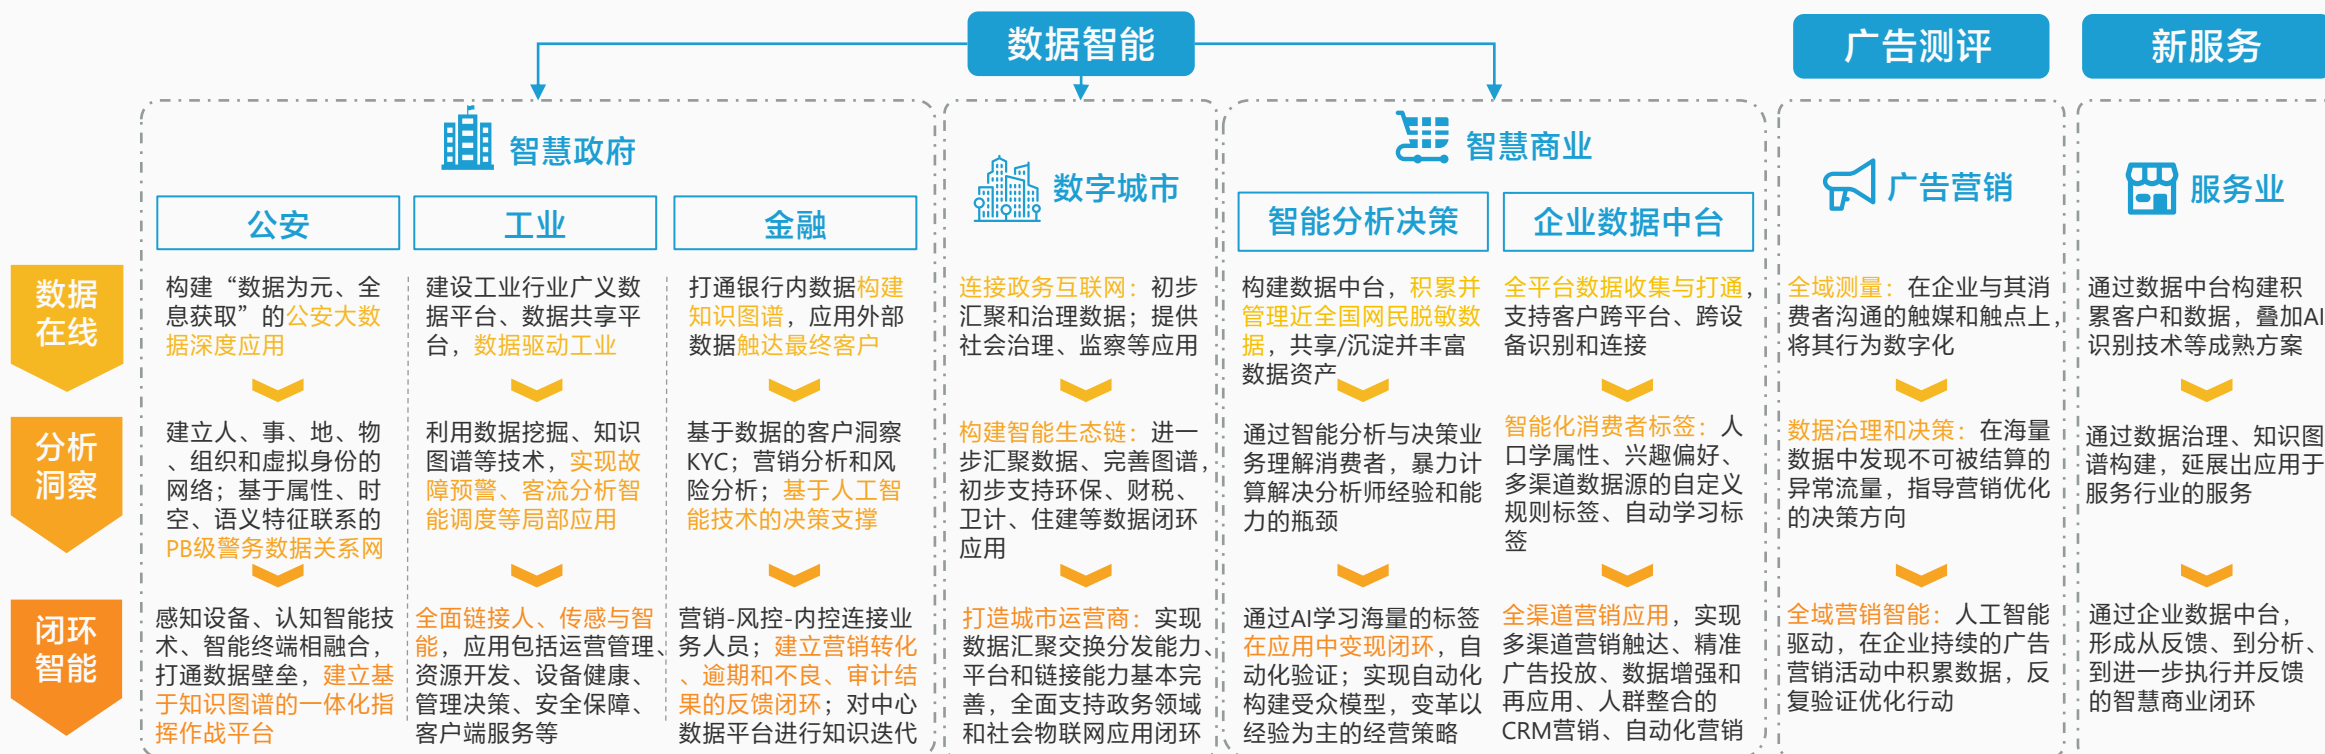 数据智能
广告测评
新服务
智慧政府
数字城市
智慧商业
广告营销
服务业
公安
工业
金融
智能分析决策
企业数据中台
数据
在线
构建“数据为元、全
息获取”的公安大数
据深度应用
建设工业行业广义数
据平台、数据共享平
台，数据驱动工业
打通银行内数据构建
知识图谱，应用外部
数据触达最终客户
连接政务互联网：初步
汇聚和治理数据；提供
社会治理、监察等应用
构建数据中台，积累并
管理近全国网民脱敏数
据，共享/沉淀并丰富
数据资产
全平台数据收集与打通，
支持客户跨平台、跨设
备识别和连接
全域测量：在企业与其消
费者沟通的触媒和触点上，
将其行为数字化
通过数据中台构建积
累客户和数据，叠加AI
识别技术等成熟方案
分析
洞察
建立人、事、地、物
、组织和虚拟身份的
网络；基于属性、时
空、语义特征联系的
PB级警务数据关系网
利用数据挖掘、知识
图谱等技术，实现故
障预警、客流分析智
能调度等局部应用
基于数据的客户洞察
KYC；营销分析和风
险分析；基于人工智
能技术的决策支撑
构建智能生态链：进一
步汇聚数据、完善图谱，
初步支持环保、财税、
卫计、住建等数据闭环
应用
通过智能分析与决策业
务理解消费者，暴力计
算解决分析师经验和能
力的瓶颈
智能化消费者标签：人
口学属性、兴趣偏好、
多渠道数据源的自定义
规则标签、自动学习标
签
数据治理和决策：在海量
数据中发现不可被结算的
异常流量，指导营销优化
的决策方向
通过数据治理、知识图
谱构建，延展出应用于
服务行业的服务
闭环
智能
感知设备、认知智能技
术、智能终端相融合，
打通数据壁垒，建立基
于知识图谱的一体化指
挥作战平台
全面链接人、传感与智
能，应用包括运营管理、
资源开发、设备健康、
管理决策、安全保障、
客户端服务等
营销-风控-内控连接业
务人员；建立营销转化
、逾期和不良、审计结
果的反馈闭环；对中心
数据平台进行知识迭代
打造城市运营商：实现
数据汇聚交换分发能力、
平台和链接能力基本完
善，全面支持政务领域
和社会物联网应用闭环
通过AI学习海量的标签
在应用中变现闭环，自
动化验证；实现自动化
构建受众模型，变革以
经验为主的经营策略
全渠道营销应用，实现
多渠道营销触达、精准
广告投放、数据增强和
再应用、人群整合的
CRM营销、自动化营销
全域营销智能：人工智能
驱动，在企业持续的广告
营销活动中积累数据，反
复验证优化行动
通过企业数据中台，
形成从反馈、到分析、
到进一步执行并反馈
的智慧商业闭环